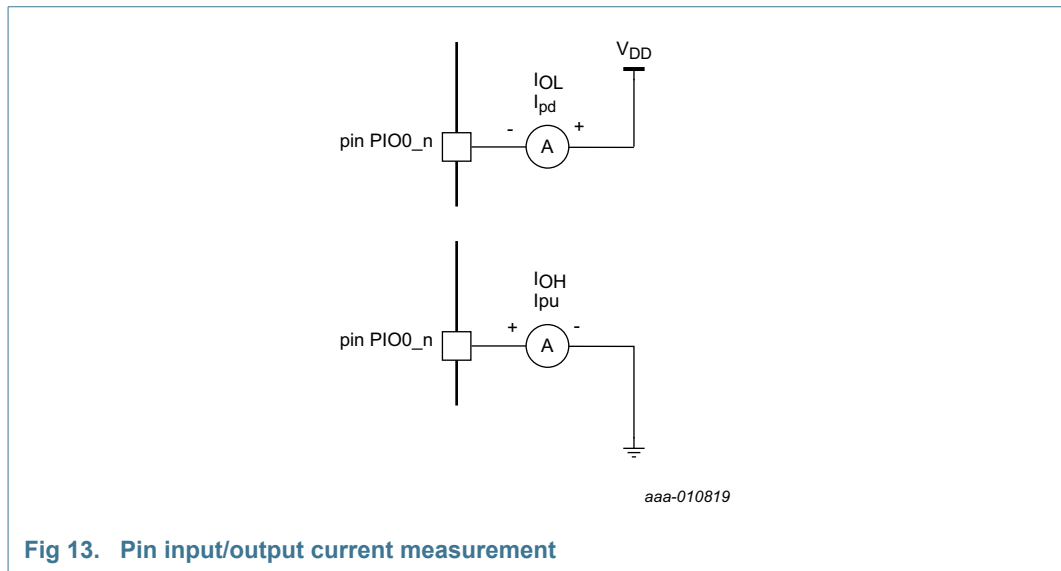 VDD
IOL
Ipd
pin PIO0_n
- A +
IOH
Ipu
pin PIO0_n
+ A -
aaa-010819
Fig 13. Pin input/output current measurement